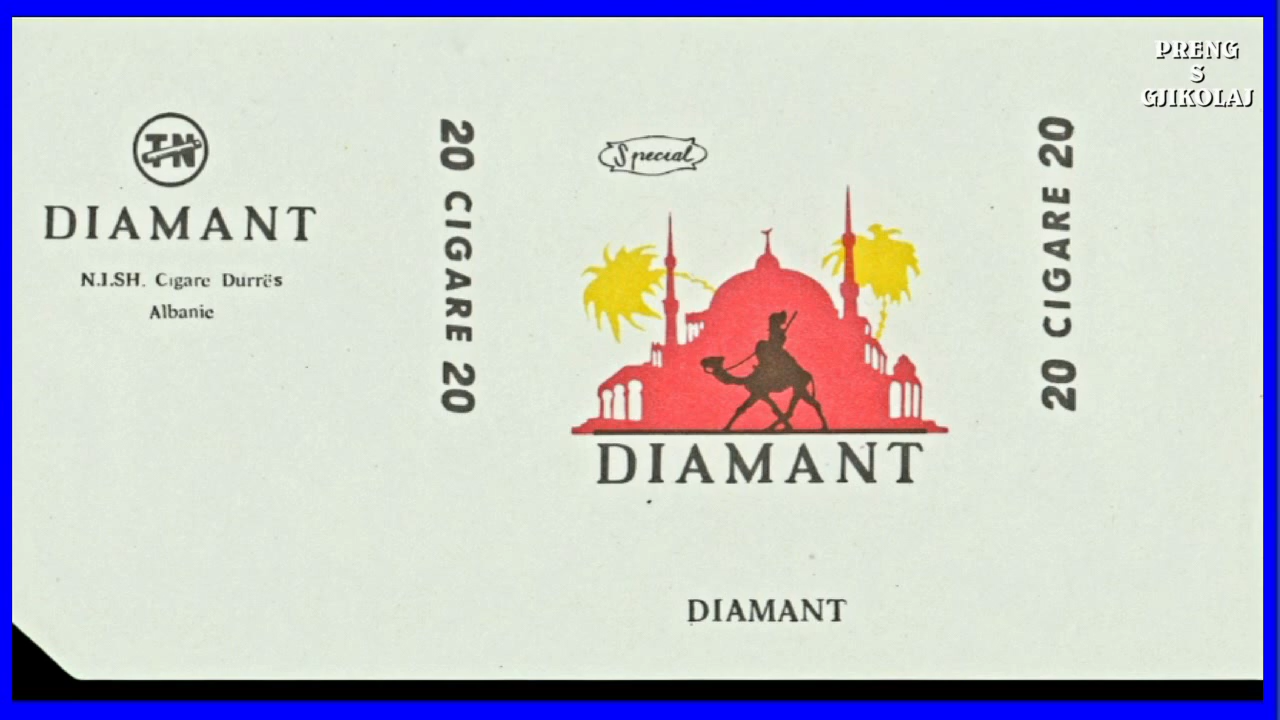 PRENG
S
GJIKOLAJ
TN
DIAMANT
N.I.SH. Cigare Durrës
Albanie
20 CIGARE 20
Special
DIAMANT
DIAMANT
20 CIGARE 20